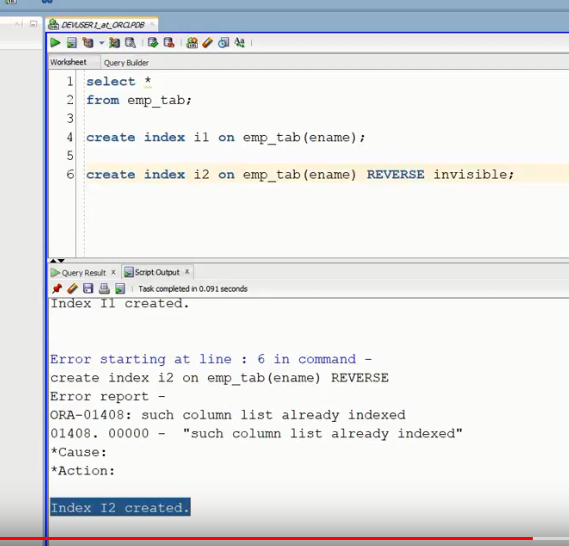 DEVUSER1_at_ORCLPDB
Worksheet Query Builder
1 select *
2 from emp_tab;
3
4 create index i1 on emp_tab(ename);
5
6 create index i2 on emp_tab(ename) REVERSE invisible;
Query Result x Script Output x
Task completed in 0.091 seconds
Index I1 created.
Error starting at line : 6 in command -
create index i2 on emp_tab(ename) REVERSE
Error report -
ORA-01408: such column list already indexed
01408. 00000 - "such column list already indexed"
*Cause:
*Action:
Index I2 created.